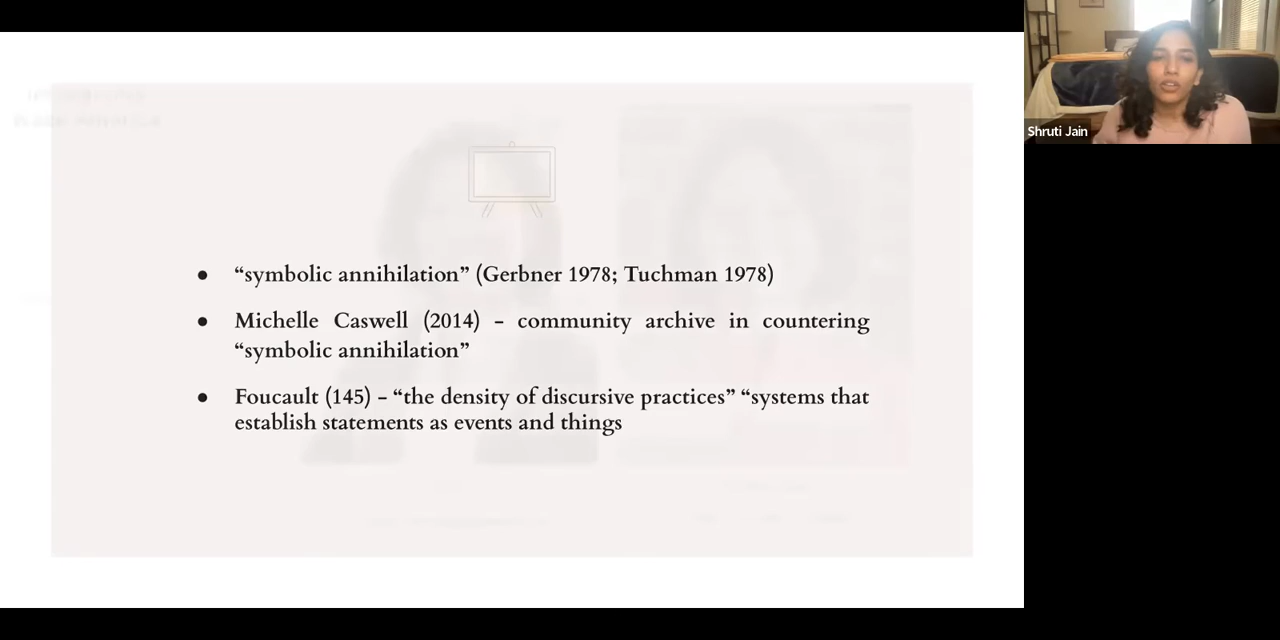 “symbolic annihilation” (Gerbner 1978; Tuchman 1978)
Michelle Caswell (2014) - community archive in countering
“symbolic annihilation”
Foucault (145) - “the density of discursive practices” “systems that
establish statements as events and things
Shruti Jain